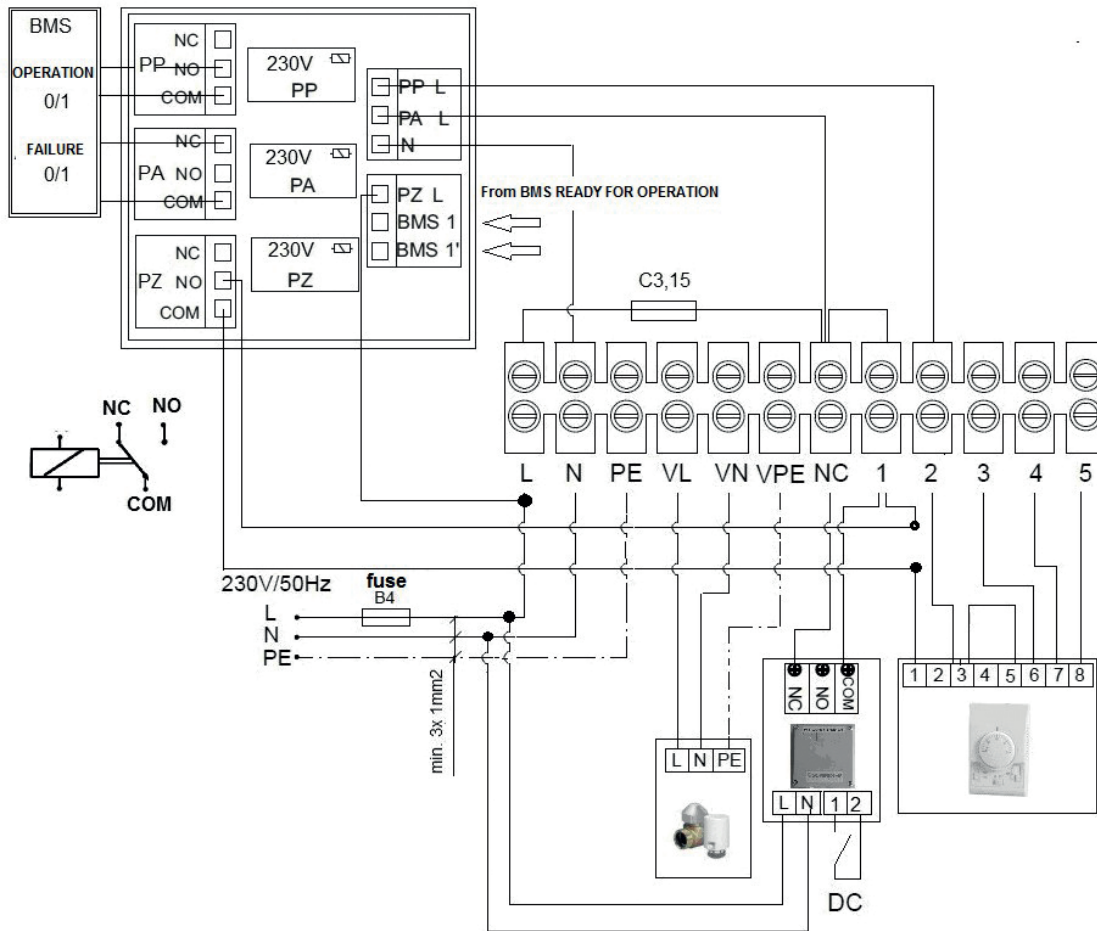 BMS
OPERATION
0/1
FAILURE
0/1
NC
PP NO
COM
NC
PA NO
COM
NC
PZ NO
COM
230V
PP
230V
PA
230V
PZ
PP L
PA L
N
PZ L
BMS 1
BMS 1'
From BMS READY FOR OPERATION
C3,15
NC NO
COM
L N PE VL VN VPE NC 1 2 3 4 5
230V/50Hz
fuse
B4
L
N
PE
min. 3x 1mm2
L N PE
NC NO COM
L N 1 2
DC
1 2 3 4 5 6 7 8